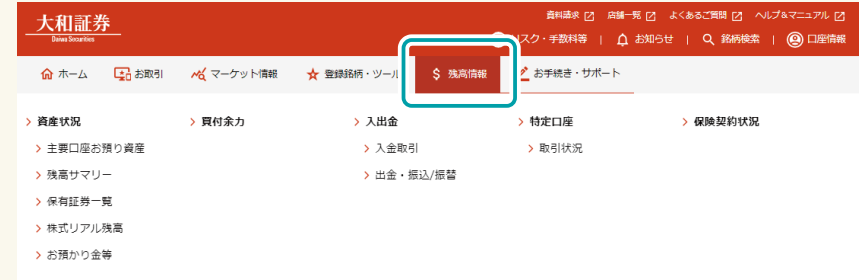 大和証券
Daiwa Securities
資料請求 店舗一覧 よくあるご質問 ヘルプ&マニュアル
スク・手数料等 | お知らせ | 銘柄検索 | 口座情報
ホーム お取引 マーケット情報 登録銘柄・ツール $ 残高情報 お手続き・サポート
> 資産状況 > 買付余力 > 入出金 > 特定口座 > 保険契約状況
> 主要口座お預り資産 > 入金取引 > 取引状況
> 残高サマリー > 出金・振込/振替
> 保有証券一覧
> 株式リアル残高
> お預かり金等